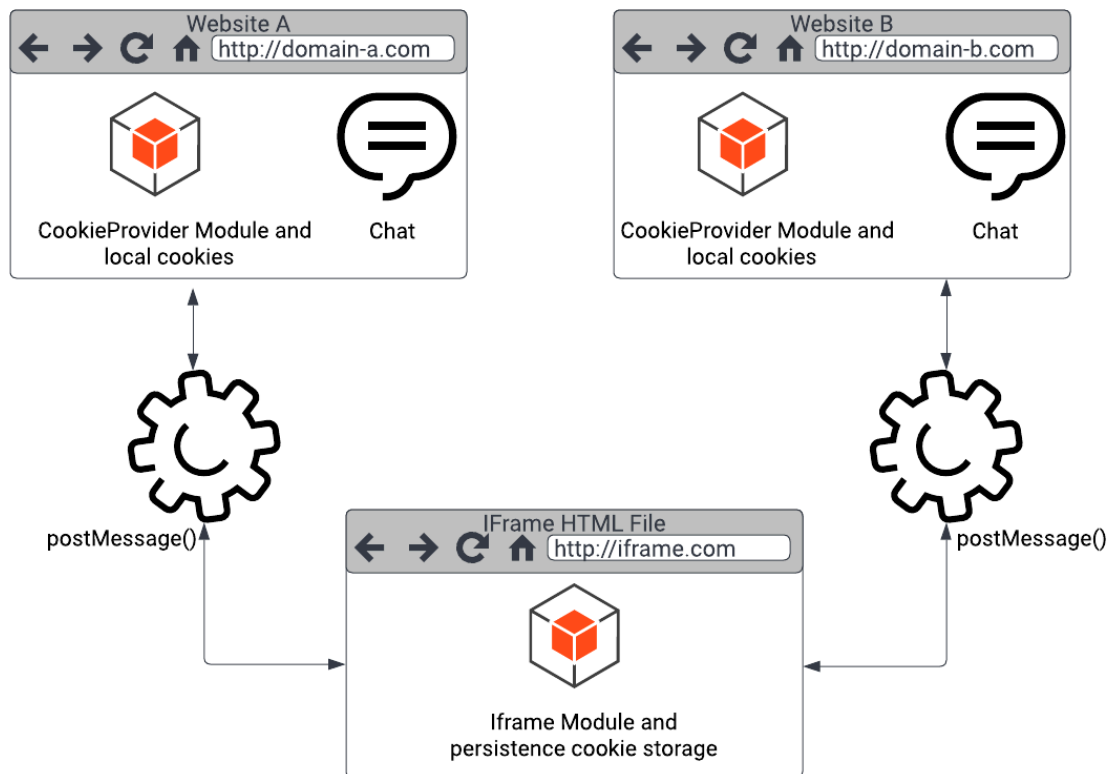 Website A
http://domain-a.com
CookieProvider Module and
local cookies
Chat
Website B
http://domain-b.com
CookieProvider Module and
local cookies
Chat
postMessage()
postMessage()
IFrame HTML File
http://iframe.com
Iframe Module and
persistence cookie storage